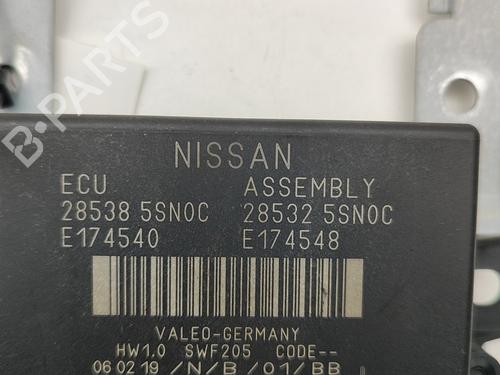 B-PARTS
NISSAN
ECU ASSEMBLY
28538 5SN0C 28532 5SN0C
E174540 E174548
VALEO-GERMANY
HW1.0 SWF205 CODE--
06 02 19 /N/B/01/BB